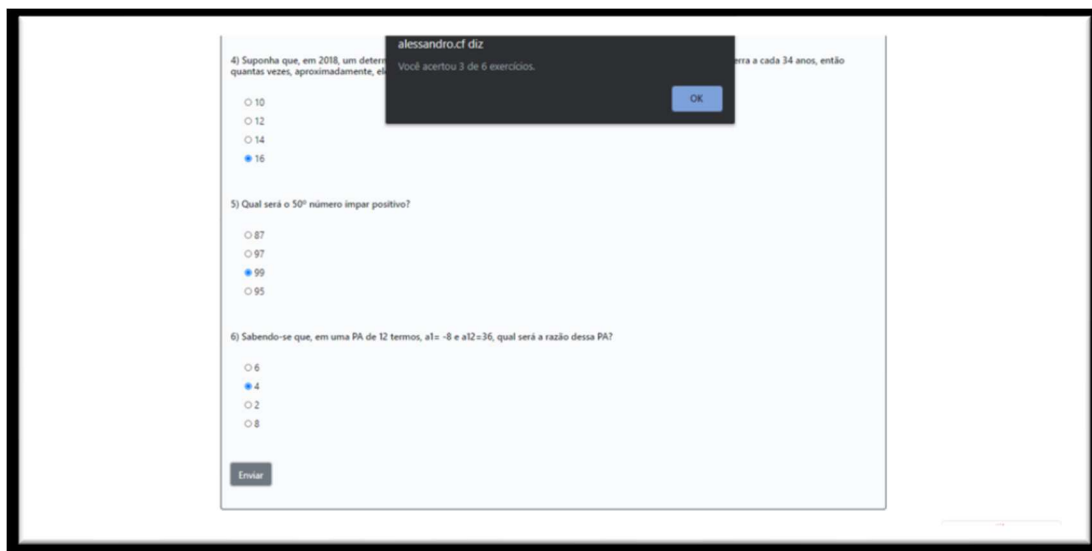 alessandro.cf diz
Você acertou 3 de 6 exercícios.
OK
4) Suponha que, em 2018, um determ erra a cada 34 anos, então
quantas vezes, aproximadamente, el
10
12
14
16
5) Qual será o 50º número impar positivo?
87
97
99
95
6) Sabendo-se que, em uma PA de 12 termos, a1= -8 e a12=36, qual será a razão dessa PA?
6
4
2
8
Enviar